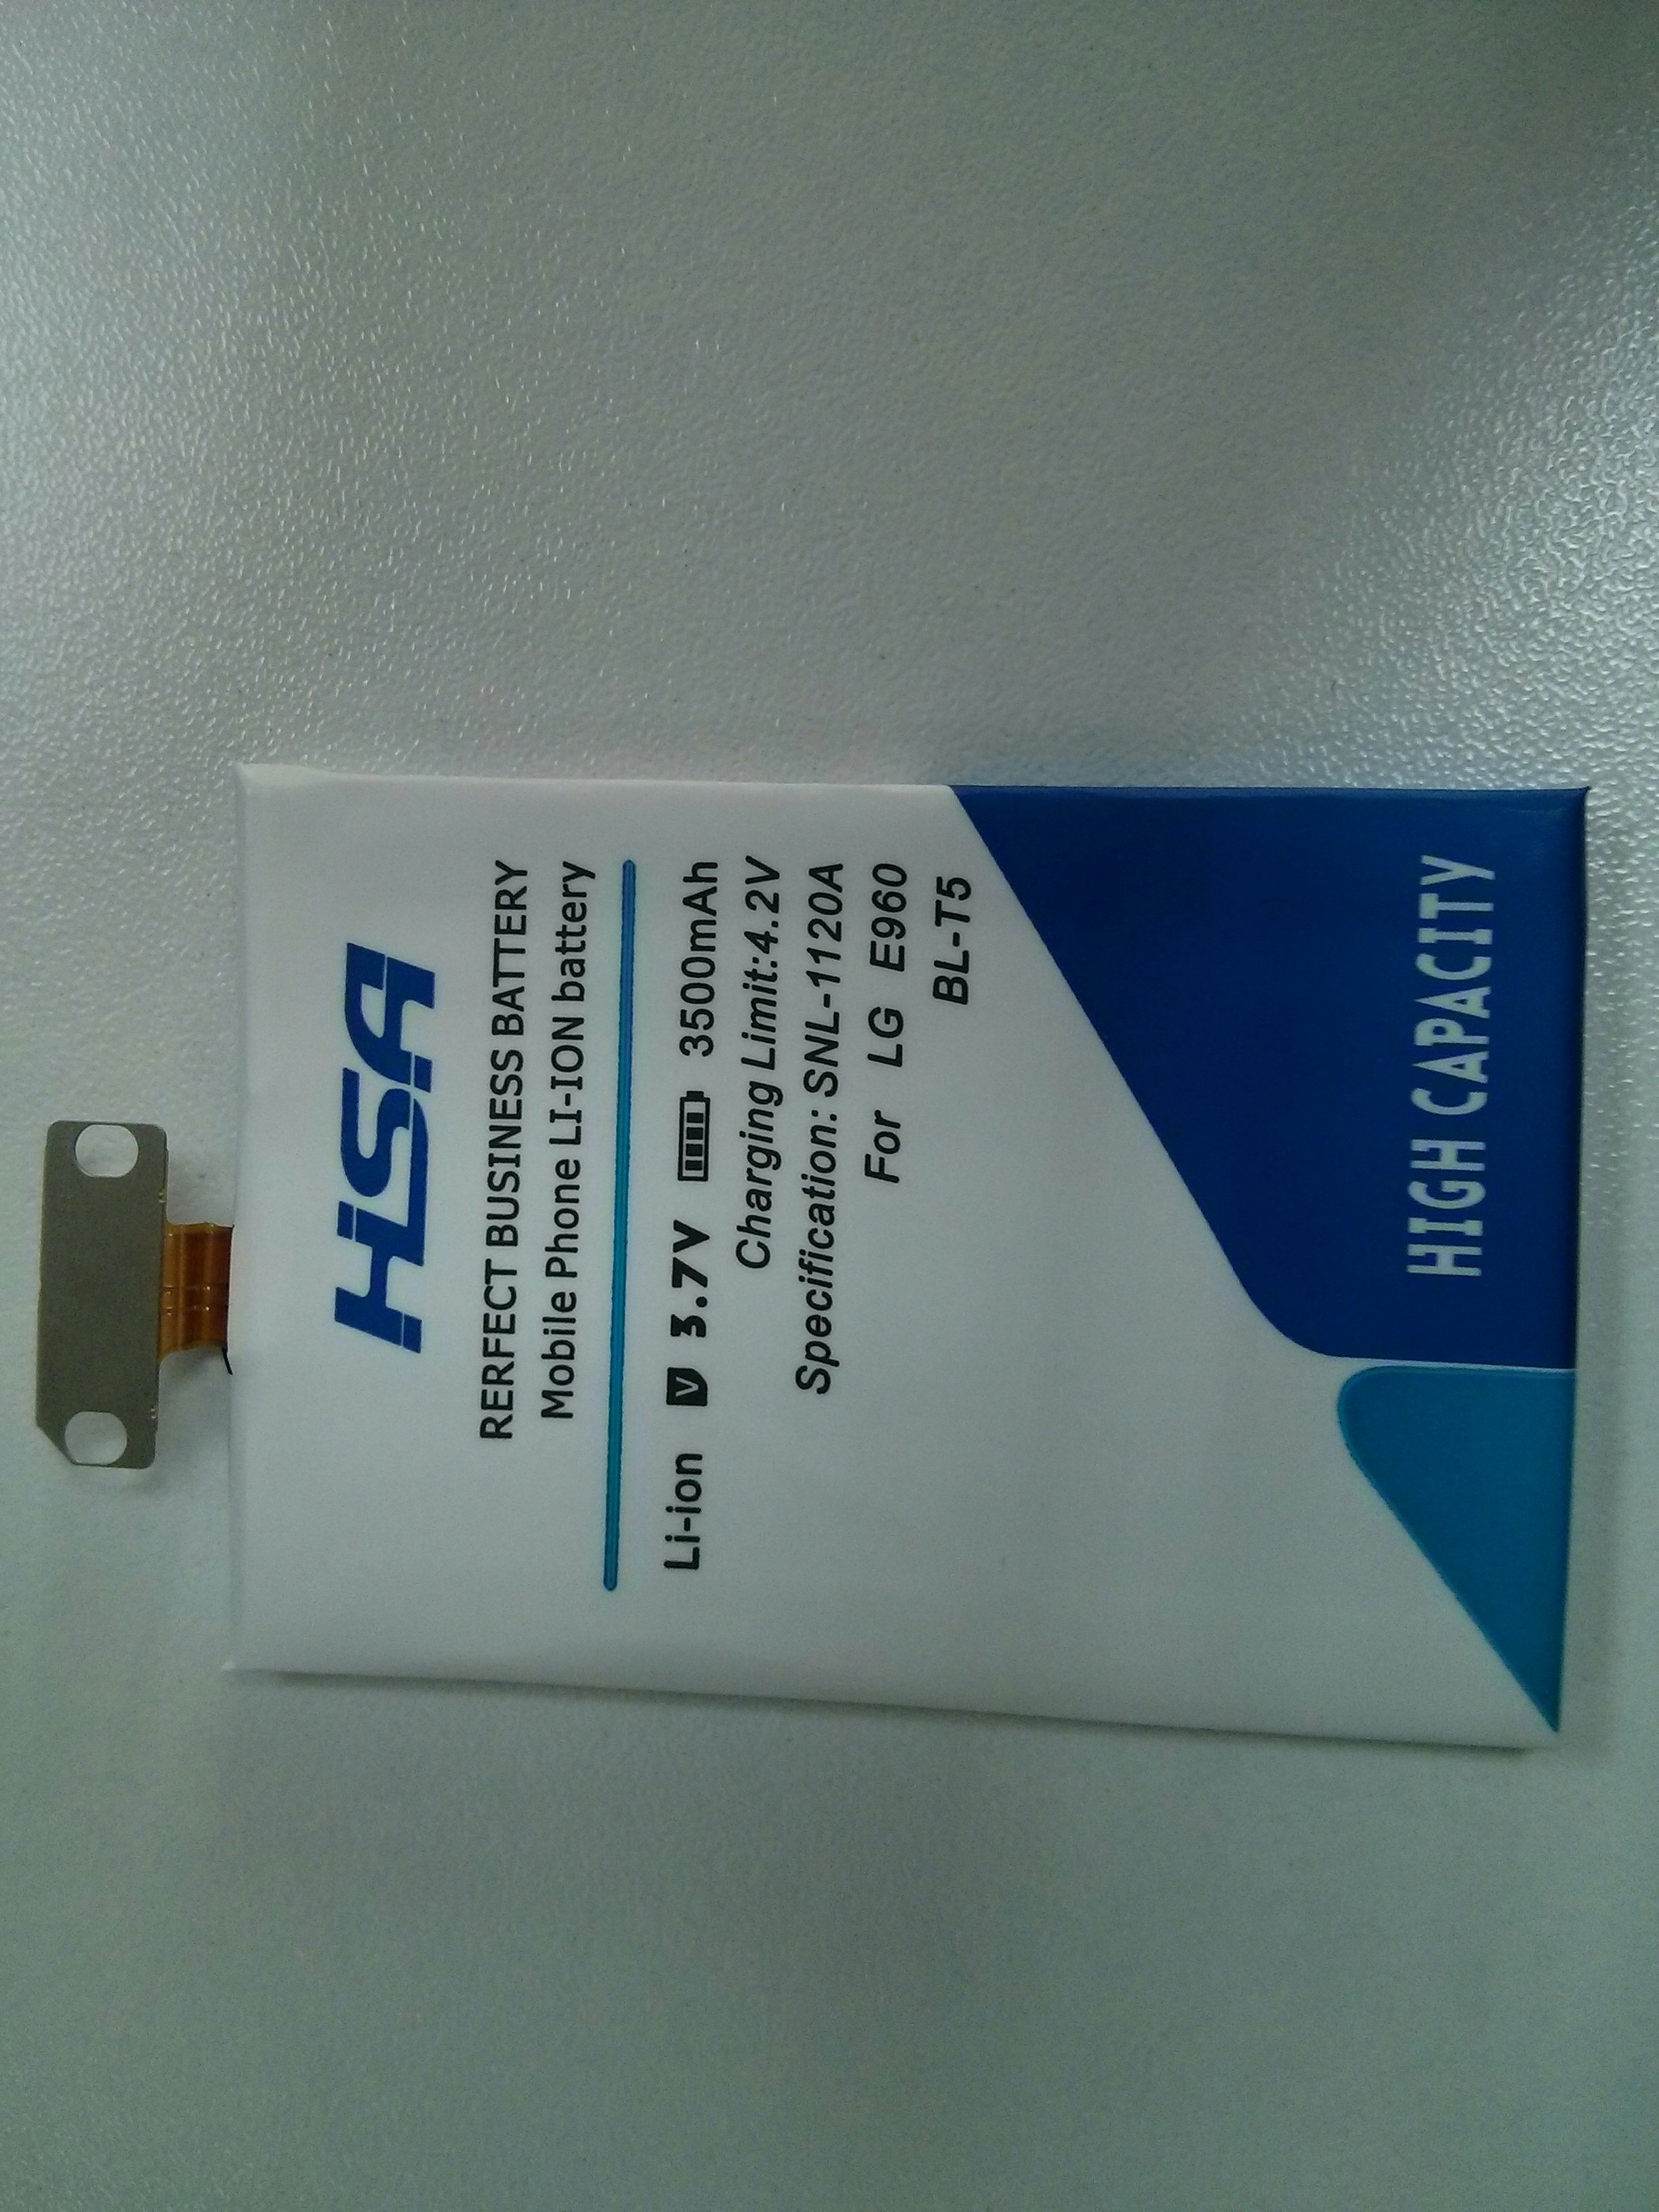 HSA
RERFECT BUSINESS BATTERY
Mobile Phone LI-ION battery
Li-ion V 3.7V 3500mAh
Charging Limit:4.2V
Specification: SNL-1120A
For LG E960
BL-T5
HIGH CAPACITY